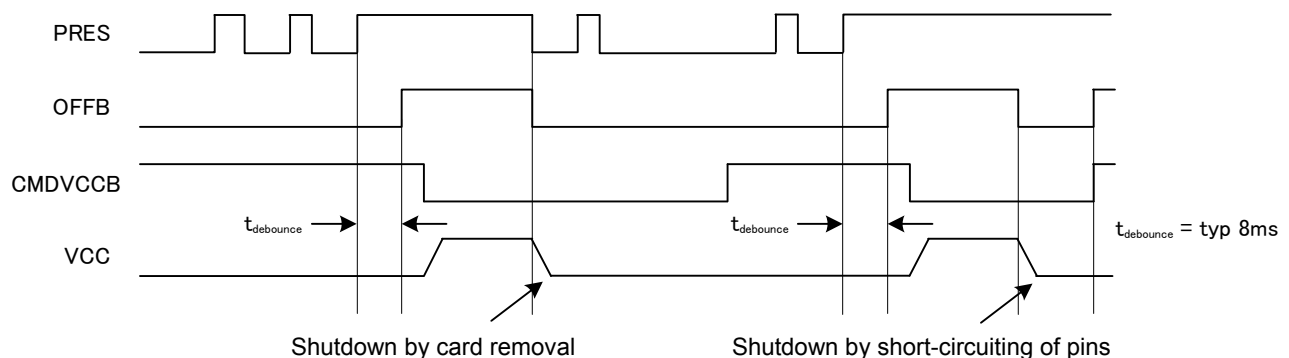 PRES
OFFB
CMDVCCB
tdebounce
tdebounce
tdebounce = typ 8ms
VCC
Shutdown by card removal
Shutdown by short-circuiting of pins